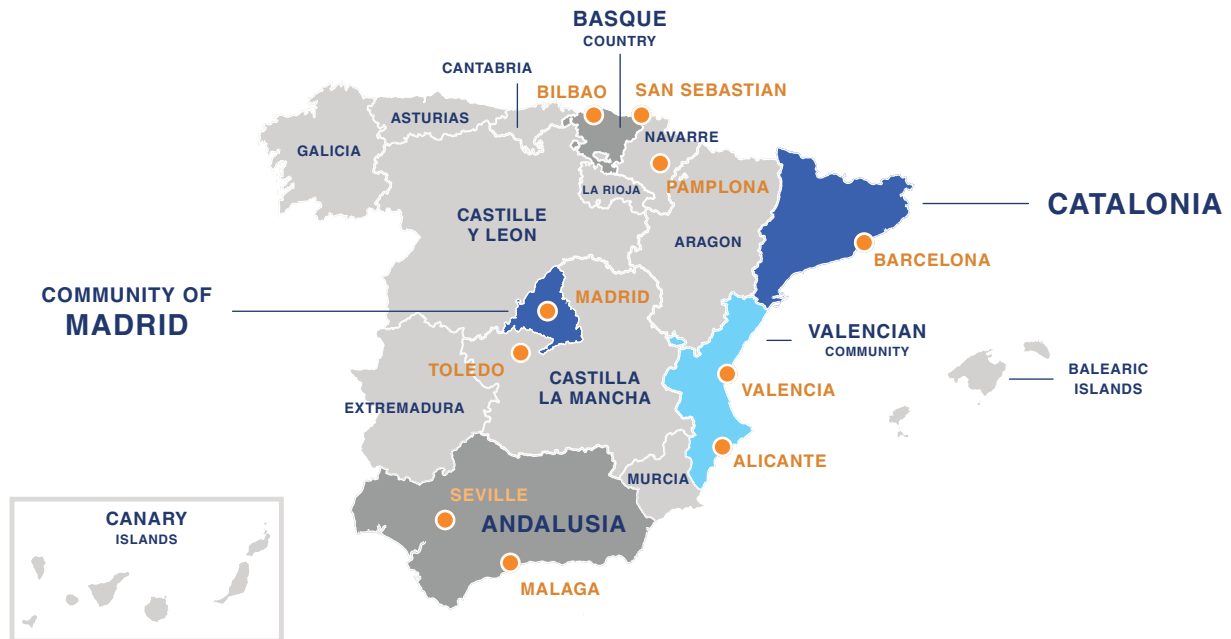 BASQUE
COUNTRY
CANTABRIA
BILBAO
SAN SEBASTIAN
ASTURIAS
NAVARRE
GALICIA
LA RIOJA
PAMPLONA
CATALONIA
CASTILLE
Y LEON
ARAGON
BARCELONA
COMMUNITY OF
MADRID
MADRID
VALENCIAN
COMMUNITY
TOLEDO
CASTILLA
LA MANCHA
VALENCIA
BALEARIC
ISLANDS
EXTREMADURA
ALICANTE
MURCIA
SEVILLE
ANDALUSIA
CANARY
ISLANDS
MALAGA